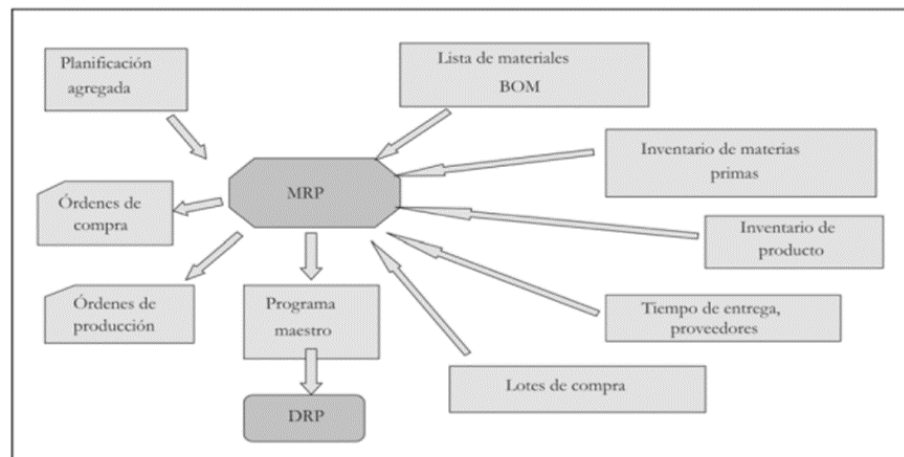 Planificación
agregada
Lista de materiales
BOM
Inventario de materias
primas
MRP
Órdenes de
compra
Inventario de
producto
Órdenes de
producción
Programa
maestro
Tiempo de entrega,
proveedores
Lotes de compra
DRP